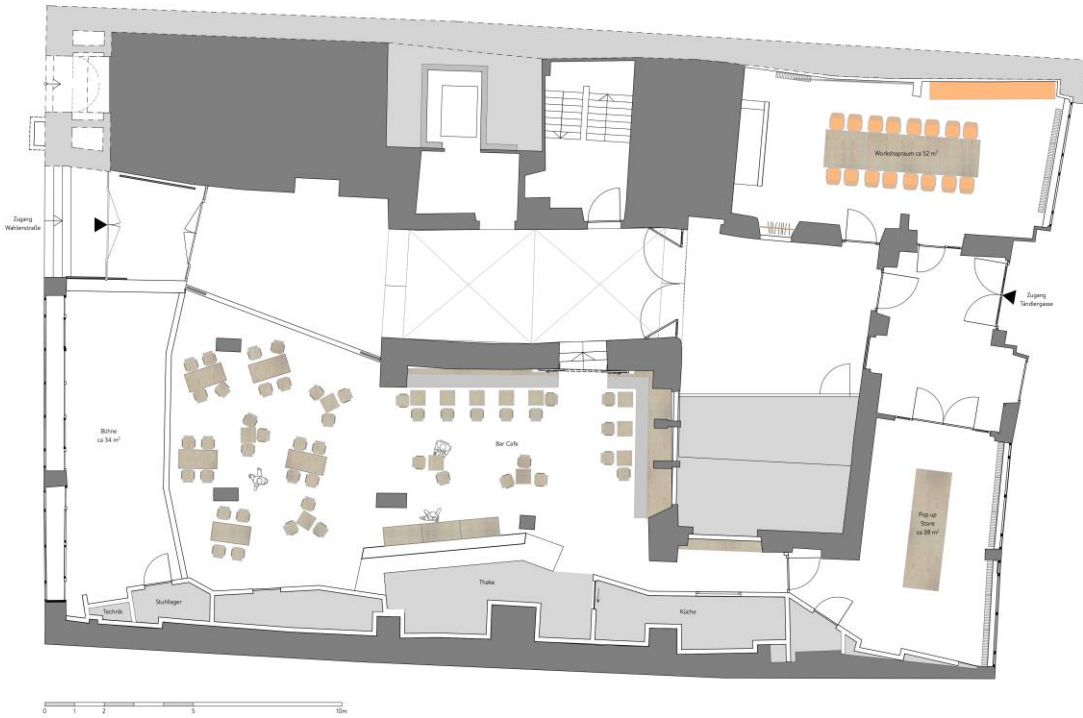 Workshopraum ca 52 m²
Zugang
Wahlenstraße
Zugang
Tändlergasse
Bühne
ca 34 m²
Bar Cafe
Pop up
Store
ca 38 m²
Theke
Technik
Stuhllager
Küche
0 1 2 5 10m